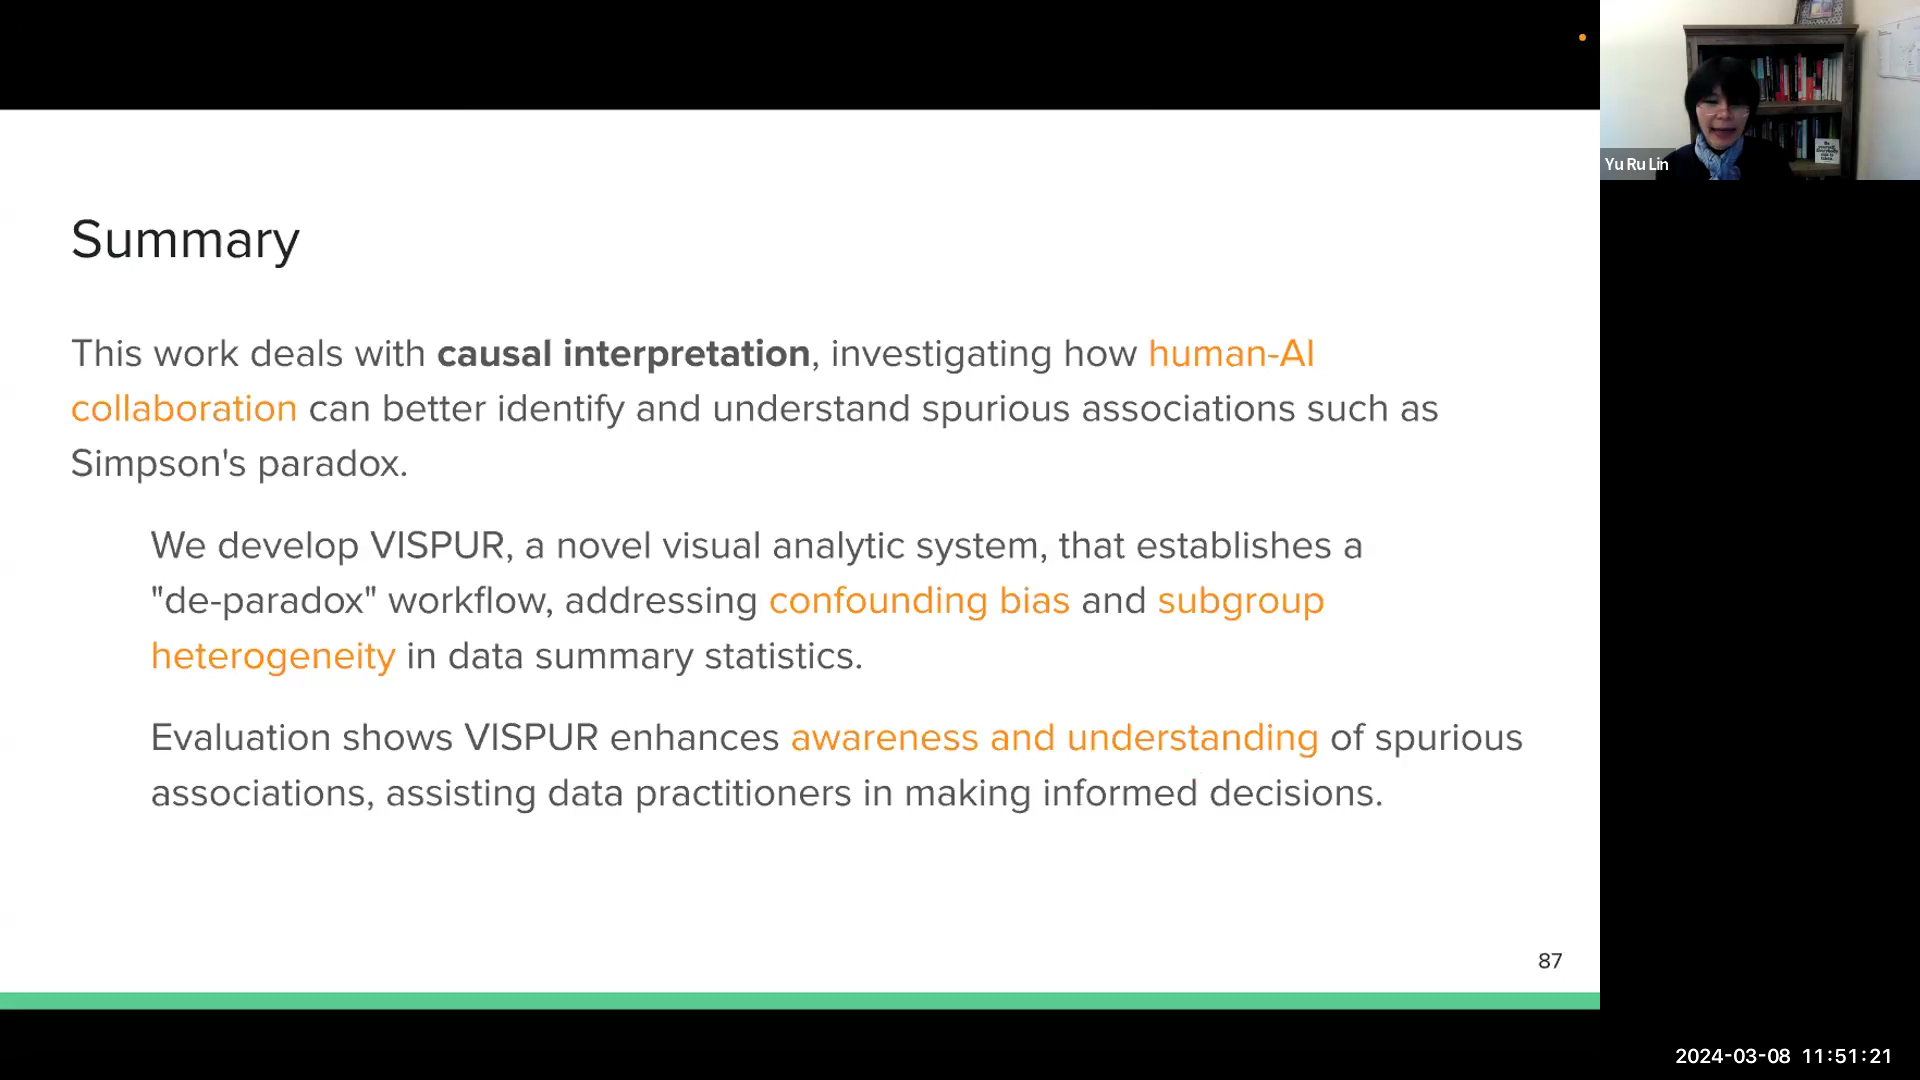 Summary
This work deals with causal interpretation, investigating how human-AI
collaboration can better identify and understand spurious associations such as
Simpson's paradox.
We develop VISPUR, a novel visual analytic system, that establishes a
"de-paradox" workflow, addressing confounding bias and subgroup
heterogeneity in data summary statistics.
Evaluation shows VISPUR enhances awareness and understanding of spurious
associations, assisting data practitioners in making informed decisions.
87
Yu Ru Lin
2024-03-08 11:51:21